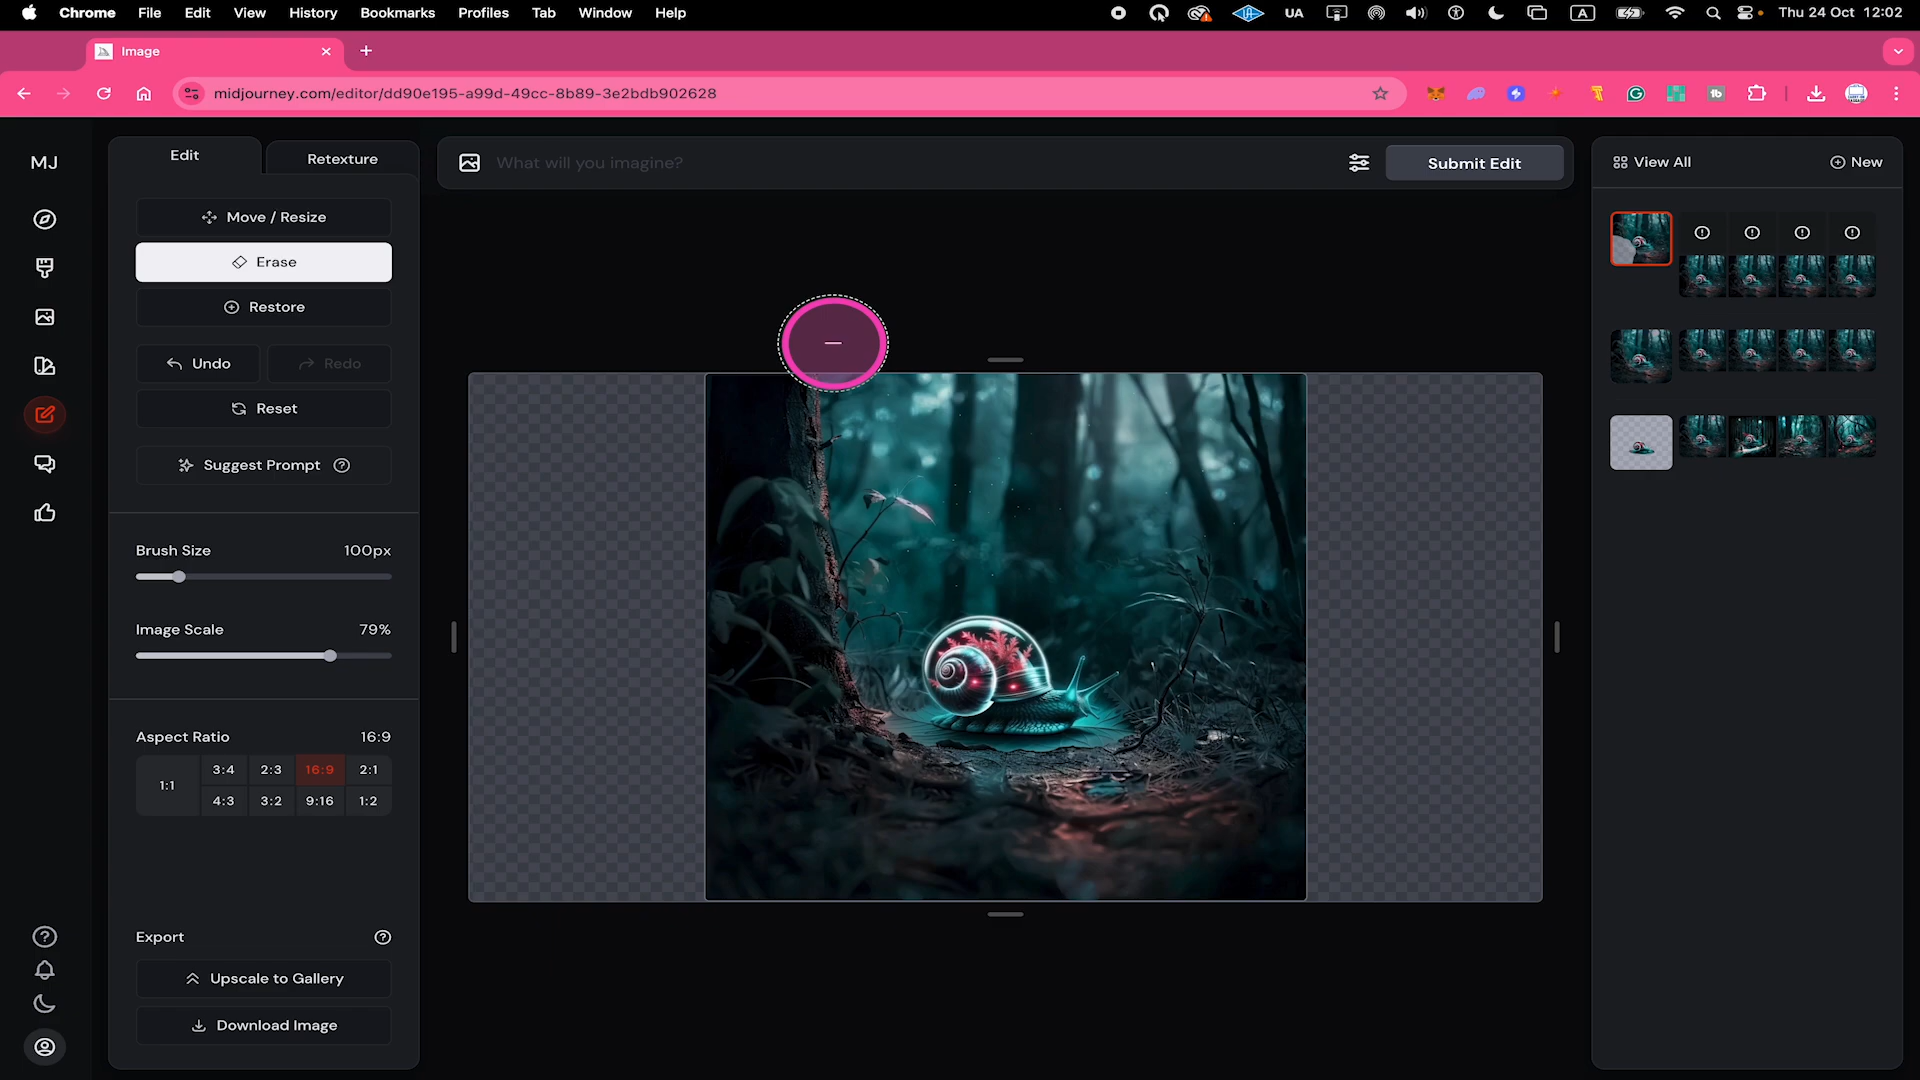 Chrome File Edit View History Bookmarks Profiles Tab Window Help UA A Thu 24 Oct 12:02
Image
midjourney.com/editor/dd90e195-a99d-49cc-8b89-3e2bdb902628
MJ
Edit
Retexture
What will you imagine?
Submit Edit
View All
New
Move / Resize
Erase
Restore
Undo
Redo
Reset
Suggest Prompt
Brush Size 100px
Image Scale 79%
Aspect Ratio 16:9
1:1
3:4 2:3 16:9 2:1
4:3 3:2 9:16 1:2
Export
Upscale to Gallery
Download Image